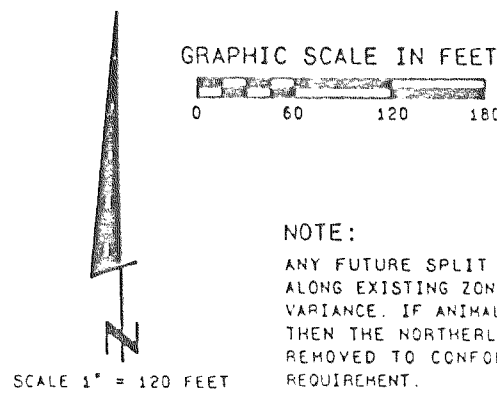 GRAPHIC SCALE IN FEET
0 60 120 180
NOTE:
ANY FUTURE SPLIT
ALONG EXISTING ZON
VARIANCE. IF ANIMAL
THEN THE NORTHERL
REMOVED TO CONFO
REQUIREMENT.
N
SCALE 1" = 120 FEET